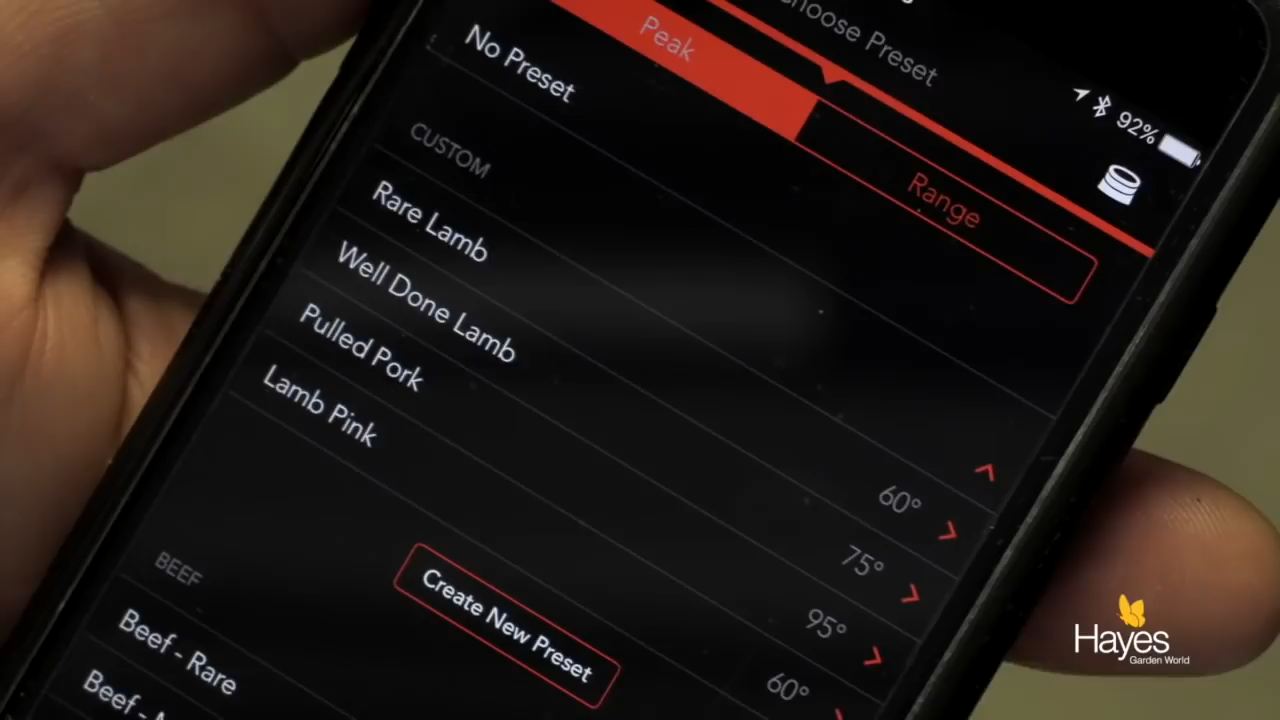 Choose Preset
92%
Peak
Range
No Preset
CUSTOM
Rare Lamb 60°
Well Done Lamb 75°
Pulled Pork 95°
Lamb Pink 60°
Create New Preset
BEEF
Beef - Rare
Beef -
Hayes
Garden World